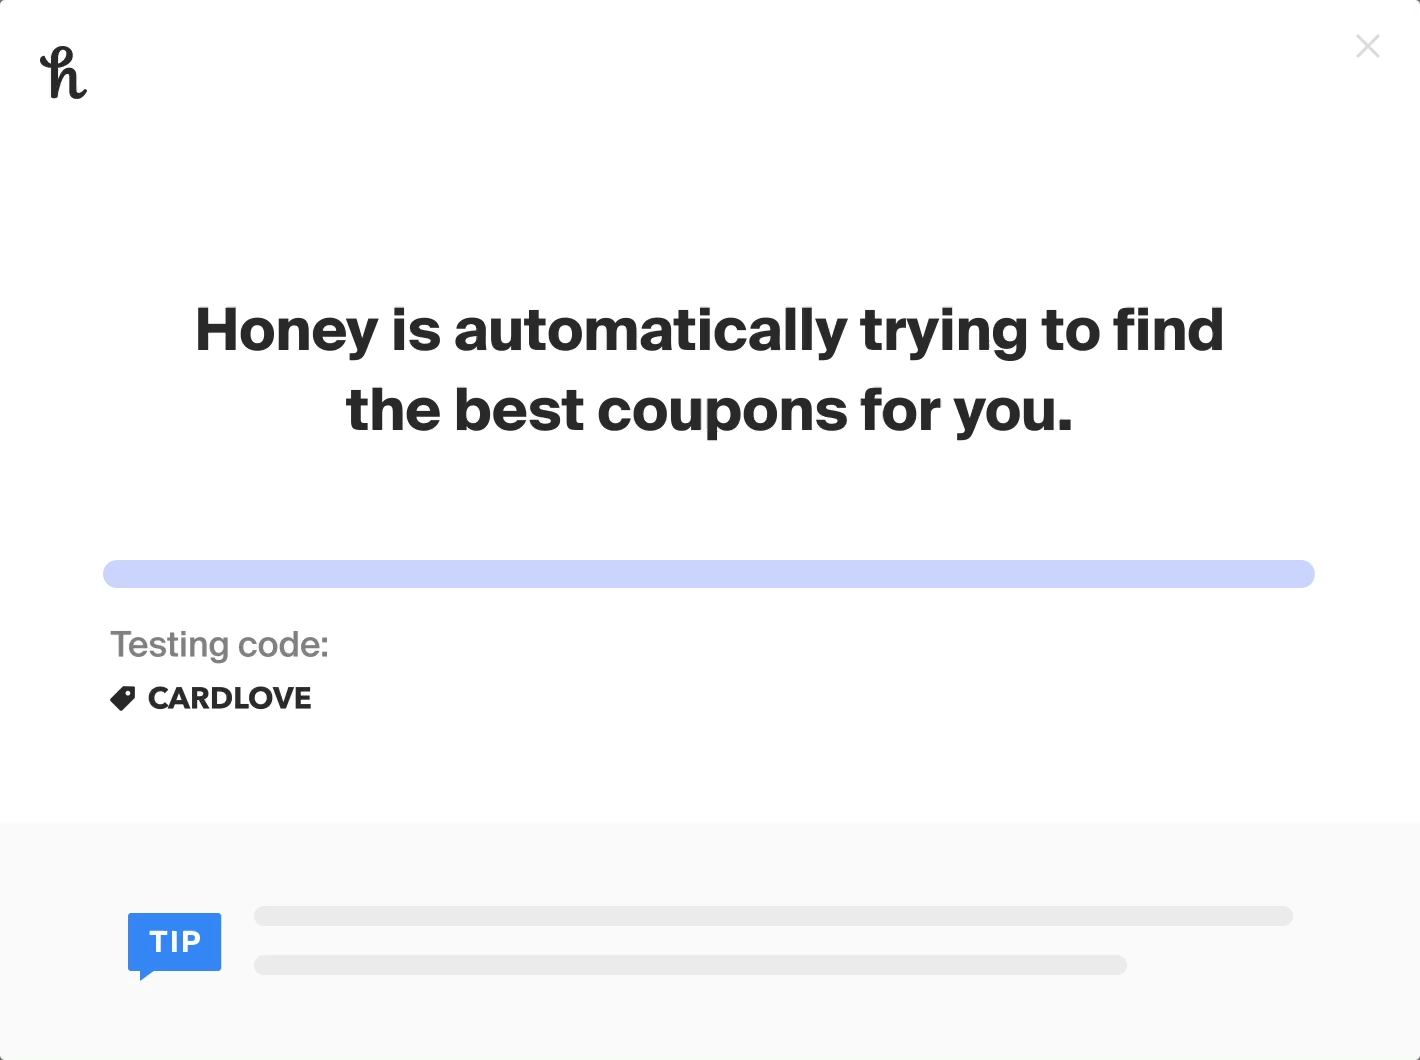 h
Honey is automatically trying to find
the best coupons for you.
Testing code:
CARDLOVE
TIP